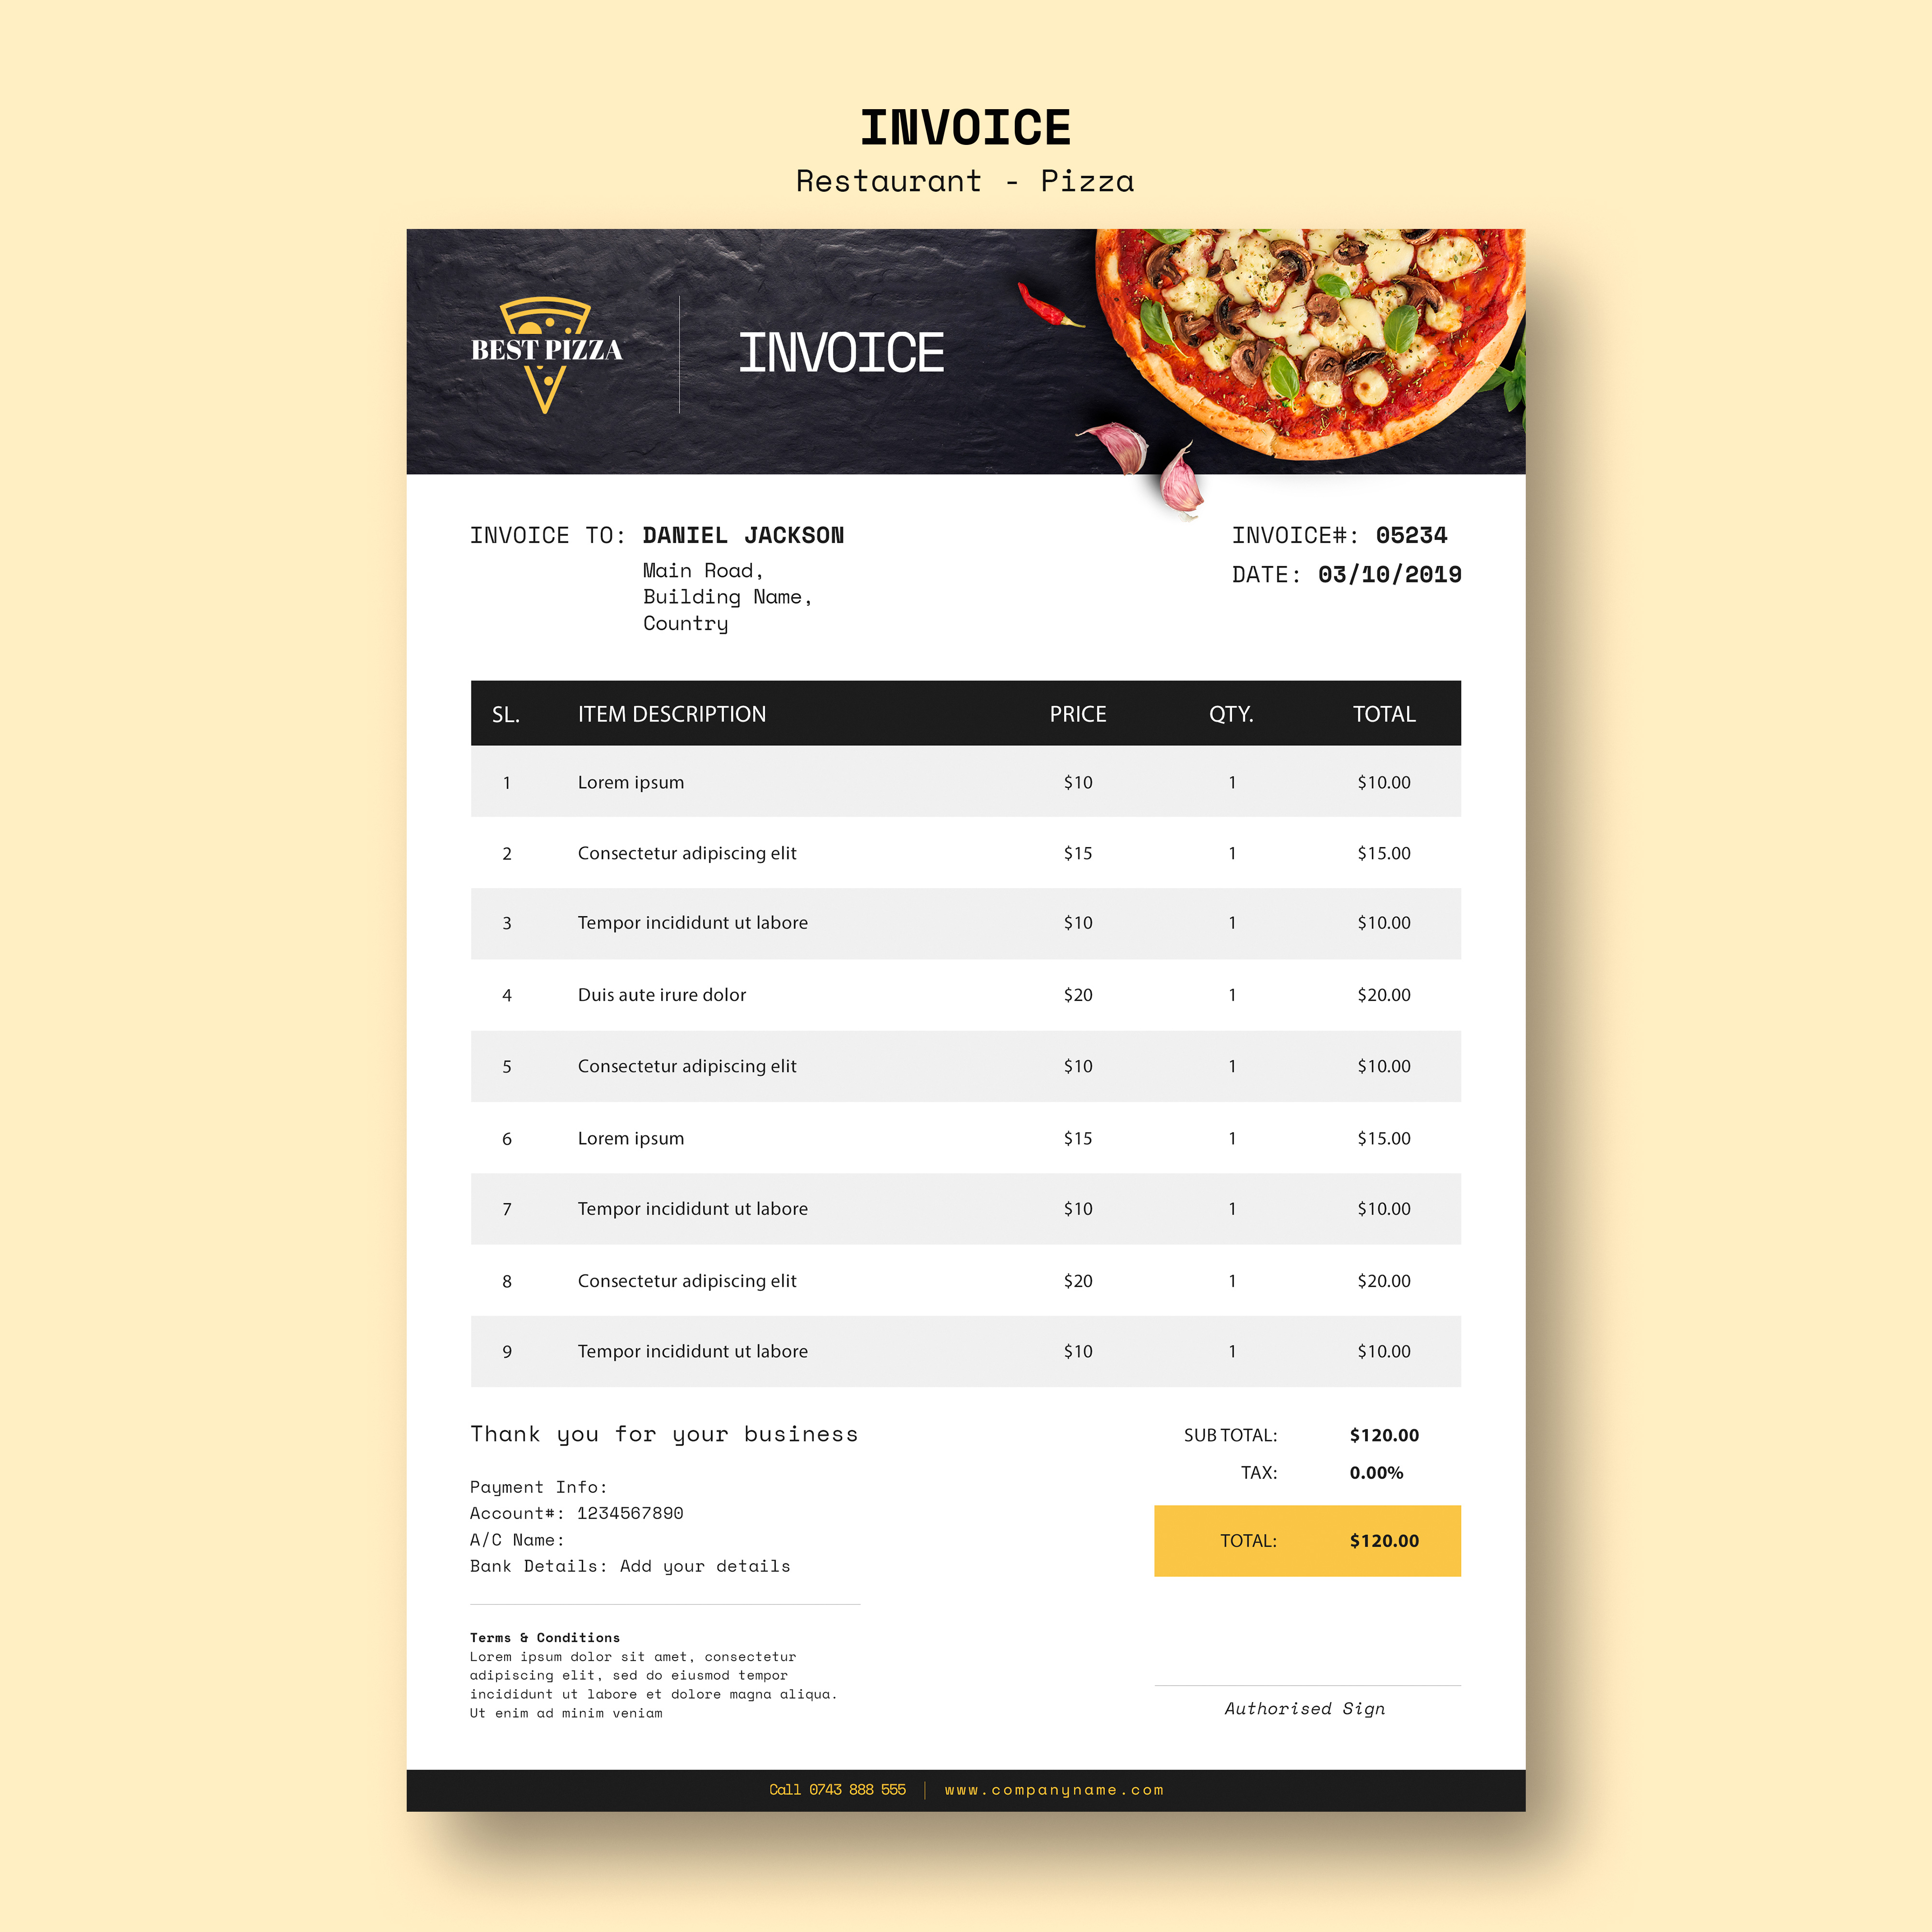 INVOICE
Restaurant - Pizza
BEST PIZZA
INVOICE
INVOICE TO: DANIEL JACKSON
Main Road,
Building Name,
Country
INVOICE#: 05234
DATE: 03/10/2019
SL. ITEM DESCRIPTION PRICE QTY. TOTAL
1 Lorem ipsum $10 1 $10.00
2 Consectetur adipiscing elit $15 1 $15.00
3 Tempor incididunt ut labore $10 1 $10.00
4 Duis aute irure dolor $20 1 $20.00
5 Consectetur adipiscing elit $10 1 $10.00
6 Lorem ipsum $15 1 $15.00
7 Tempor incididunt ut labore $10 1 $10.00
8 Consectetur adipiscing elit $20 1 $20.00
9 Tempor incididunt ut labore $10 1 $10.00
Thank you for your business
Payment Info:
Account#: 1234567890
A/C Name:
Bank Details: Add your details
SUB TOTAL: $120.00
TAX: 0.00%
TOTAL: $120.00
Terms & Conditions
Lorem ipsum dolor sit amet, consectetur
adipiscing elit, sed do eiusmod tempor
incididunt ut labore et dolore magna aliqua.
Ut enim ad minim veniam
Authorised Sign
Call 0743 888 555 | www.companyname.com